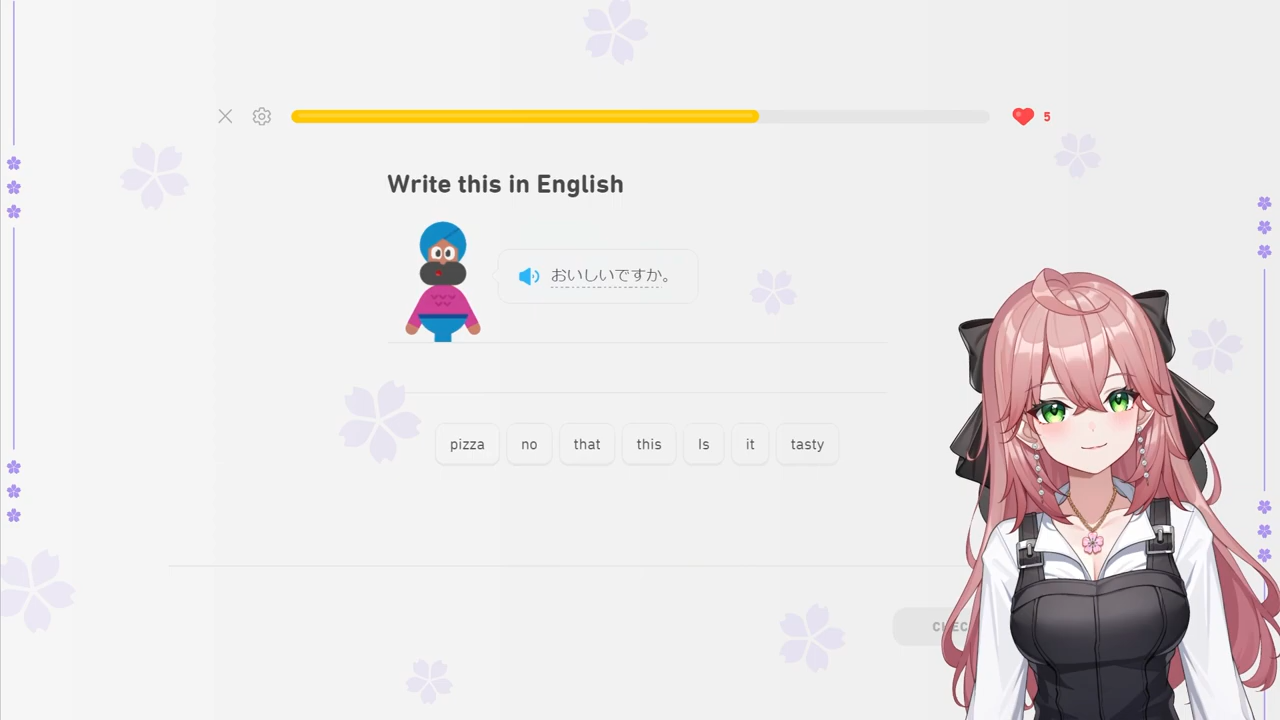 5
Write this in English
おいしいですか。
pizza no that this Is it tasty